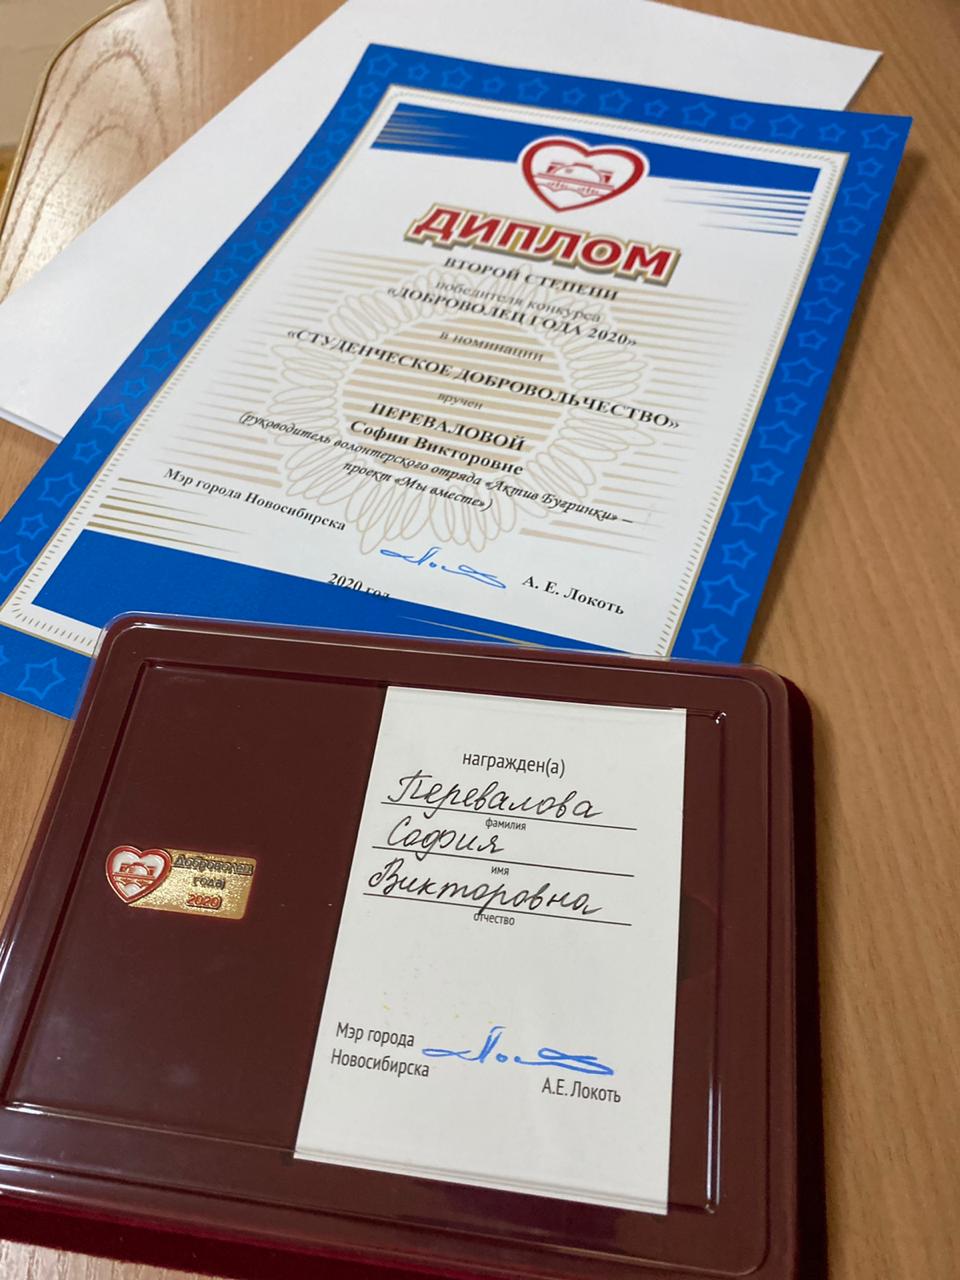 ДИПЛОМ
ВТОРОЙ СТЕПЕНИ
победителя конкурса
«ДОБРОВОЛЕЦ ГОДА 2020»
в номинации
«СТУДЕНЧЕСКОЕ ДОБРОВОЛЬЧЕСТВО»
вручен
ПЕРЕВАЛОВОЙ
Софии Викторовне
(руководитель волонтерского отряда «Актив Бугринки» –
проект «Мы вместе»)
Мэр города Новосибирска
А. Е. Локоть
2020 год
награжден(а)
Перевалова
фамилия
София
имя
Викторовна
отчество
Доброволец
года
2020
Мэр города
Новосибирска
А.Е. Локоть